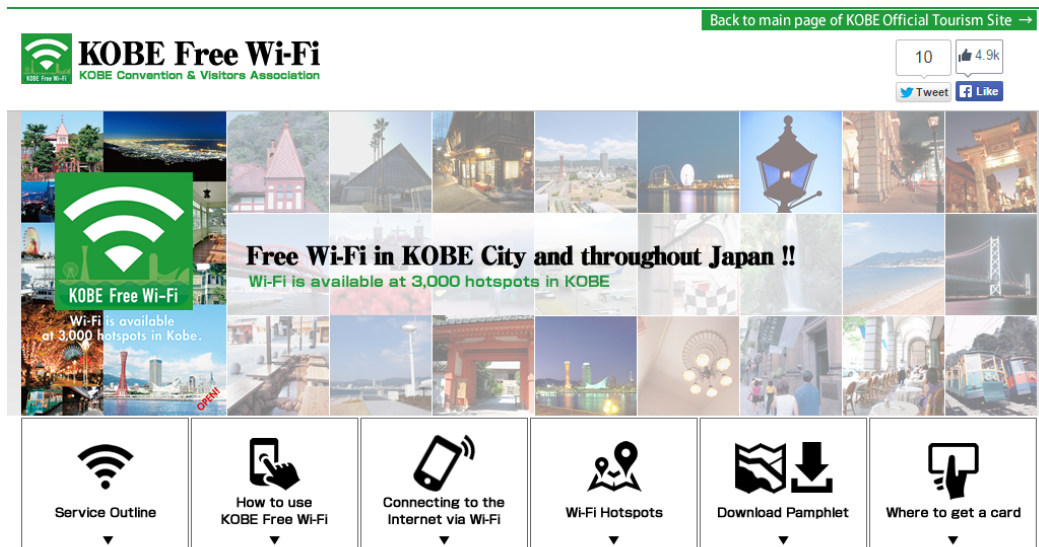 Back to main page of KOBE Official Tourism Site →
KOBE Free Wi-Fi
KOBE Free Wi-Fi
KOBE Convention & Visitors Association
10
4.9k
Tweet
Like
Free Wi-Fi in KOBE City and throughout Japan !!
Wi-Fi is available at 3,000 hotspots in KOBE
KOBE Free Wi-Fi
Wi-Fi is available
at 3,000 hotspots in Kobe.
OPEN!
Service Outline
How to use
KOBE Free Wi-Fi
Connecting to the
Internet via Wi-Fi
Wi-Fi Hotspots
Download Pamphlet
Where to get a card